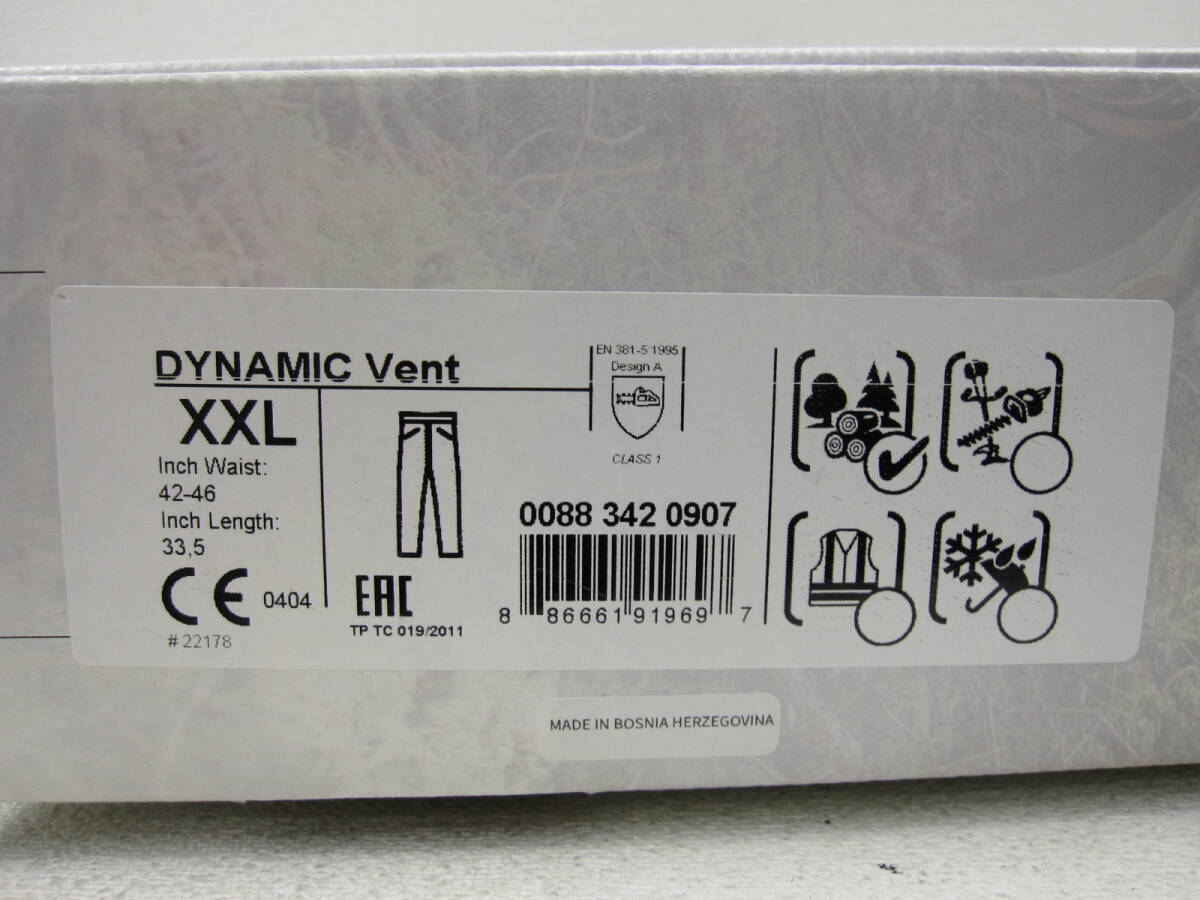 DYNAMIC Vent
XXL
Inch Waist:
42-46
Inch Length:
33,5
CE 0404
# 22178
EAC
TP TC 019/2011
EN 381-5 1995
Design A
CLASS 1
0088 342 0907
8 86661 91969 7
MADE IN BOSNIA HERZEGOVINA